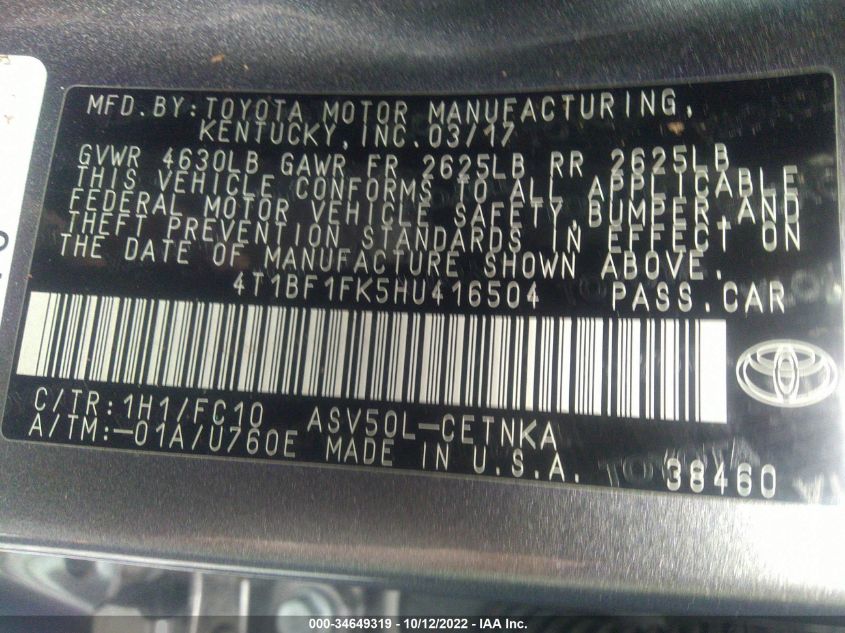 MFD.BY:TOYOTA MOTOR MANUFACTURING,
KENTUCKY,INC.03/17
GVWR 4630LB GAWR FR 2625LB RR 2625LB
THIS VEHICLE CONFORMS TO ALL APPLICABLE
FEDERAL MOTOR VEHICLE SAFETY,BUMPER,AND
THEFT PREVENTION STANDARDS IN EFFECT ON
THE DATE OF MANUFACTURE SHOWN ABOVE.
4T1BF1FK5HU416504 PASS.CAR
C/TR:1H1/FC10 ASV50L-CETNKA
A/TM:-01A/U760E MADE IN U.S.A. 38460
000-34649319 - 10/12/2022 - IAA Inc.